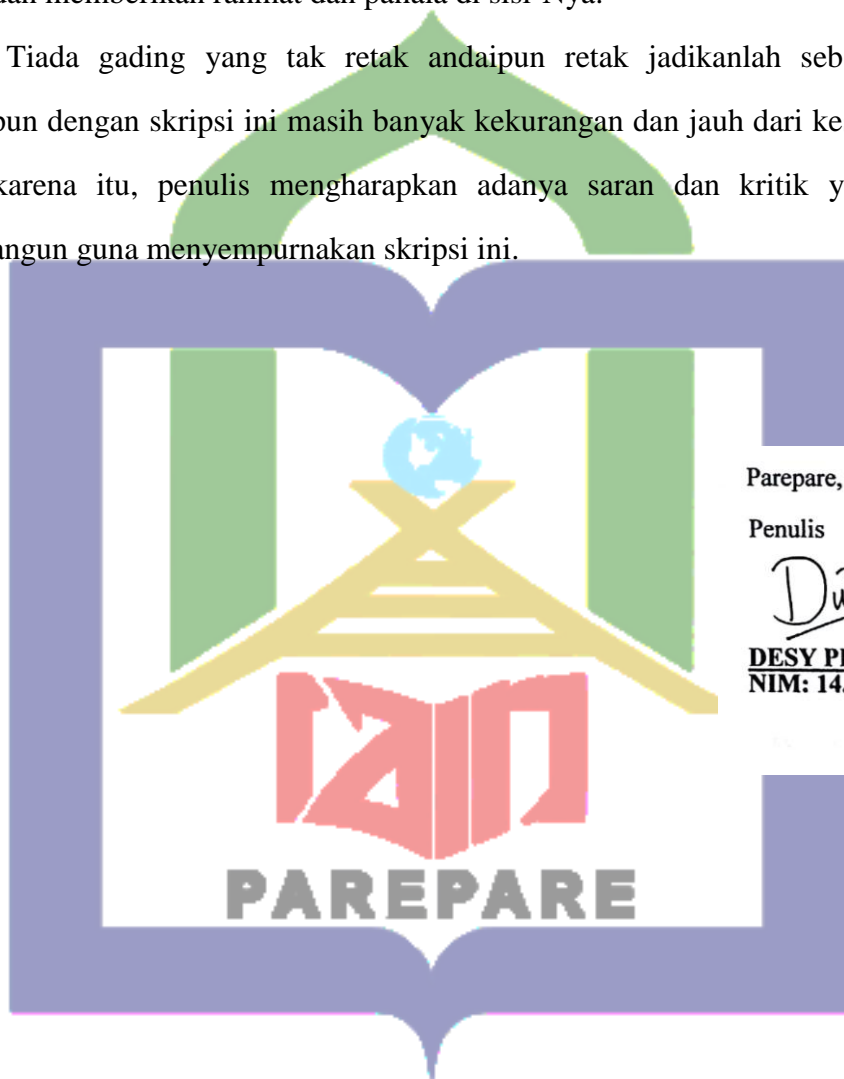 dan memberikan rahmat dan pahala di sisi-Nya.
Tiada gading yang tak retak andaipun retak jadikanlah seb
pun dengan skripsi ini masih banyak kekurangan dan jauh dari ke
karena itu, penulis mengharapkan adanya saran dan kritik y
angun guna menyempurnakan skripsi ini.
Parepare,
Penulis
DESY
NIM: 14.
iain
PAREPARE